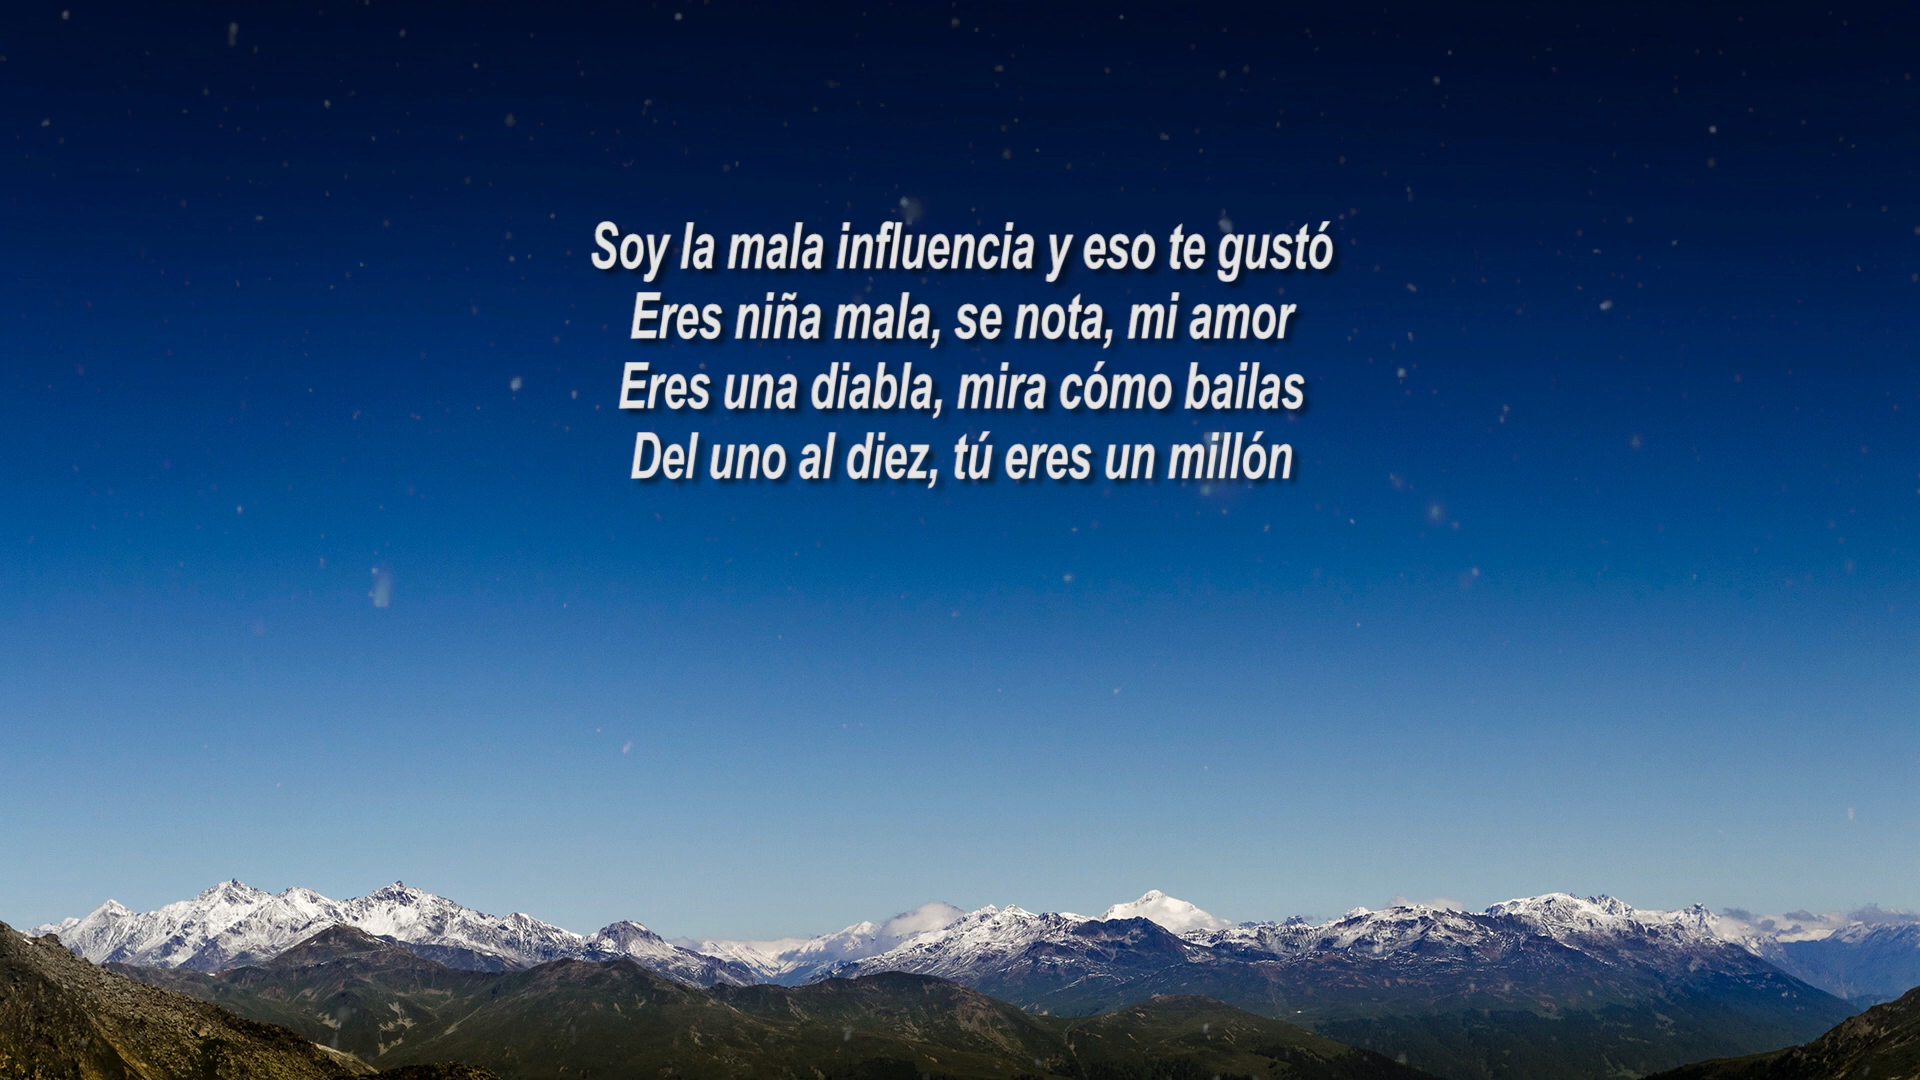 Soy la mala influencia y eso te gustó
Eres niña mala, se nota, mi amor
Eres una diabla, mira cómo bailas
Del uno al diez, tú eres un millón